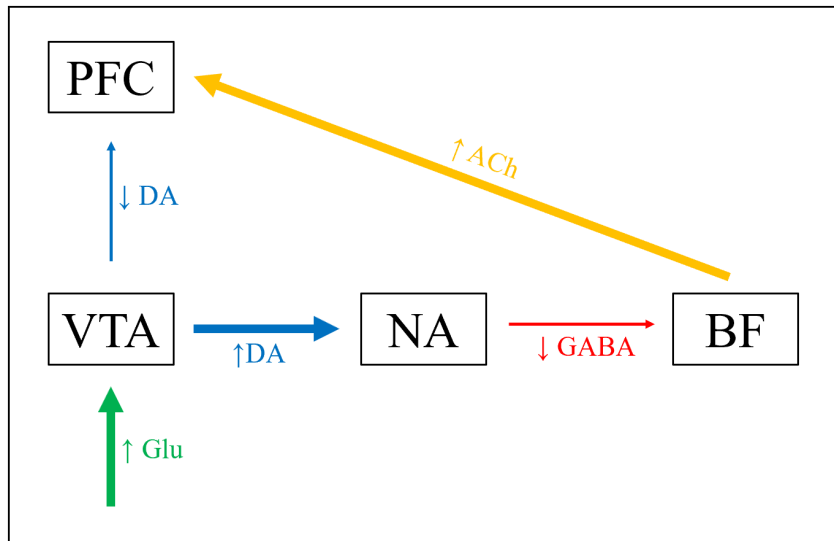 PFC
↑ ACh
↓ DA
VTA
NA
BF
↑DA
↓ GABA
↑ Glu